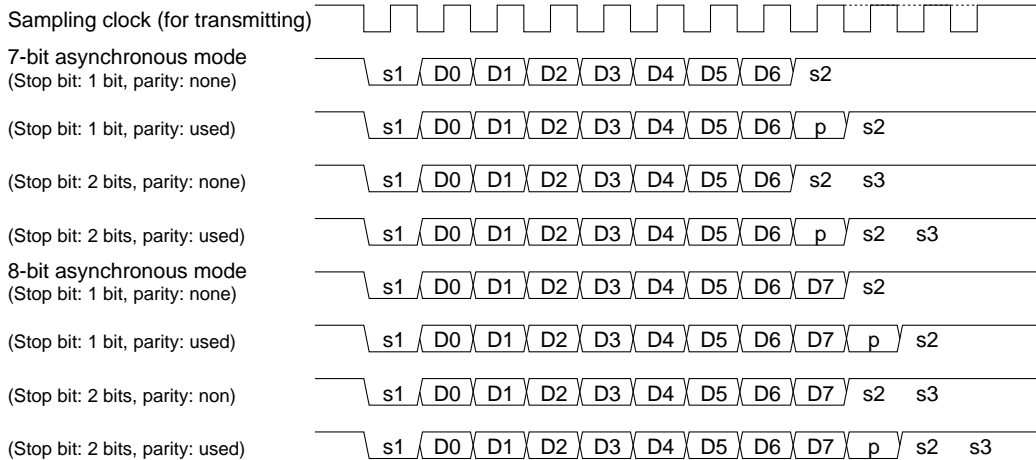 Sampling clock (for transmitting)
7-bit asynchronous mode
(Stop bit: 1 bit, parity: none) s1 D0 D1 D2 D3 D4 D5 D6 s2
(Stop bit: 1 bit, parity: used) s1 D0 D1 D2 D3 D4 D5 D6 p s2
(Stop bit: 2 bits, parity: none) s1 D0 D1 D2 D3 D4 D5 D6 s2 s3
(Stop bit: 2 bits, parity: used) s1 D0 D1 D2 D3 D4 D5 D6 p s2 s3
8-bit asynchronous mode
(Stop bit: 1 bit, parity: none) s1 D0 D1 D2 D3 D4 D5 D6 D7 s2
(Stop bit: 1 bit, parity: used) s1 D0 D1 D2 D3 D4 D5 D6 D7 p s2
(Stop bit: 2 bits, parity: non) s1 D0 D1 D2 D3 D4 D5 D6 D7 s2 s3
(Stop bit: 2 bits, parity: used) s1 D0 D1 D2 D3 D4 D5 D6 D7 p s2 s3